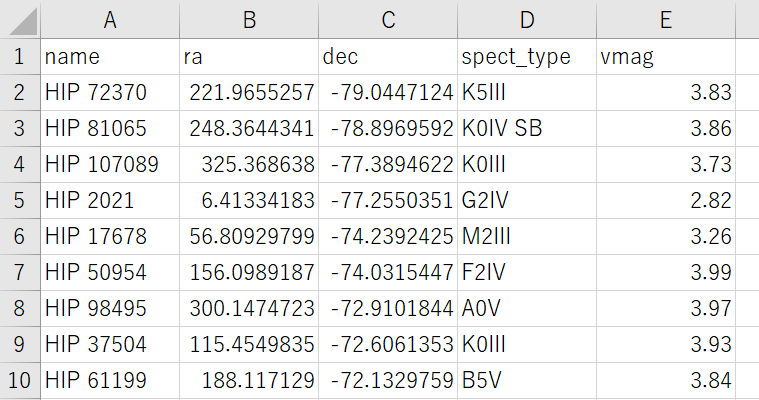 A B C D E
1 name ra dec spect_type vmag
2 HIP 72370 221.9655257 -79.0447124 K5III 3.83
3 HIP 81065 248.3644341 -78.8969592 K0IV SB 3.86
4 HIP 107089 325.368638 -77.3894622 K0III 3.73
5 HIP 2021 6.41334183 -77.2550351 G2IV 2.82
6 HIP 17678 56.80929799 -74.2392425 M2III 3.26
7 HIP 50954 156.0989187 -74.0315447 F2IV 3.99
8 HIP 98495 300.1474723 -72.9101844 A0V 3.97
9 HIP 37504 115.4549835 -72.6061353 K0III 3.93
10 HIP 61199 188.117129 -72.1329759 B5V 3.84